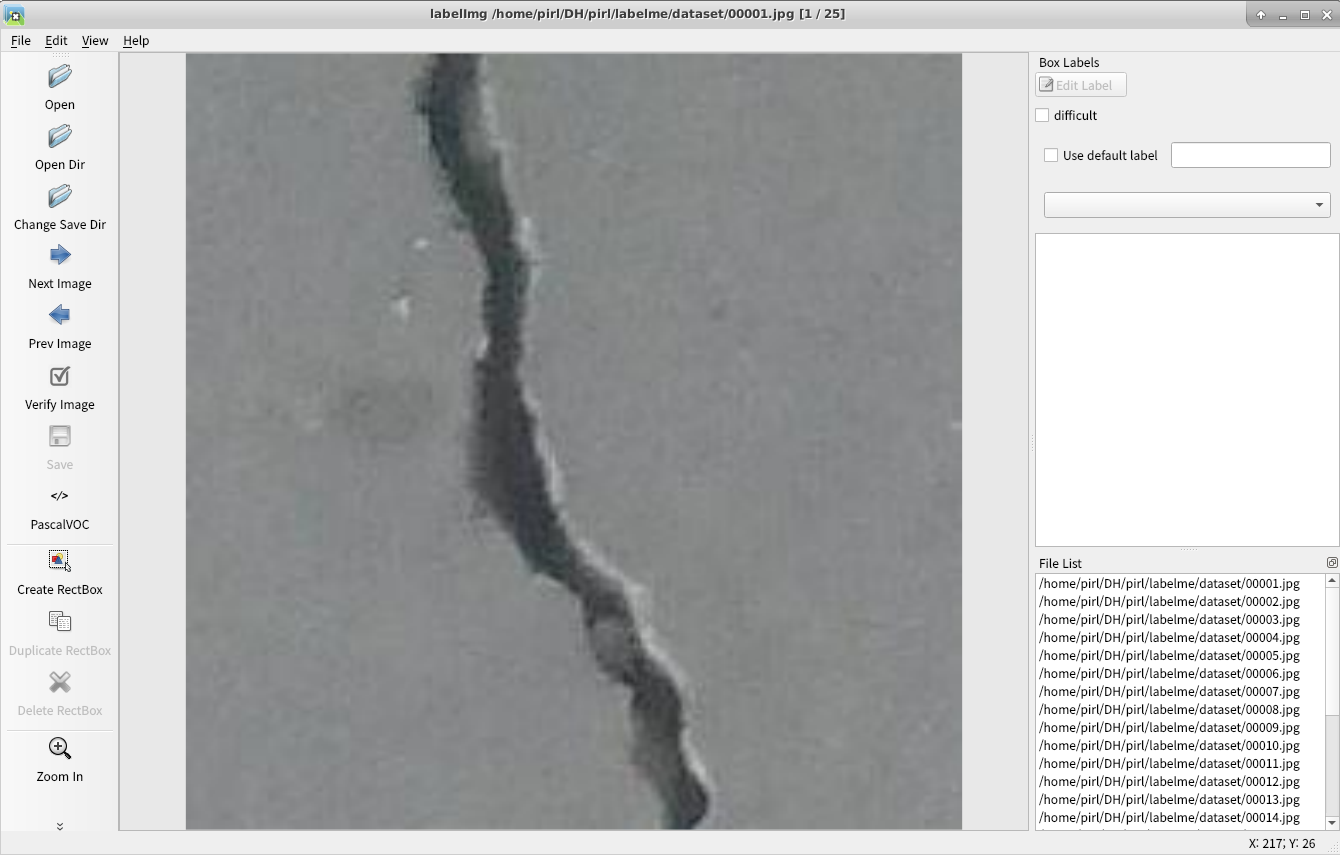 labelImg /home/pirl/DH/pirl/labelme/dataset/00001.jpg [1 / 25]
File Edit View Help
Open
Open Dir
Change Save Dir
Next Image
Prev Image
Verify Image
Save
</>
PascalVOC
Create RectBox
Duplicate RectBox
Delete RectBox
Zoom In
Box Labels
Edit Label
difficult
Use default label
File List
/home/pirl/DH/pirl/labelme/dataset/00001.jpg
/home/pirl/DH/pirl/labelme/dataset/00002.jpg
/home/pirl/DH/pirl/labelme/dataset/00003.jpg
/home/pirl/DH/pirl/labelme/dataset/00004.jpg
/home/pirl/DH/pirl/labelme/dataset/00005.jpg
/home/pirl/DH/pirl/labelme/dataset/00006.jpg
/home/pirl/DH/pirl/labelme/dataset/00007.jpg
/home/pirl/DH/pirl/labelme/dataset/00008.jpg
/home/pirl/DH/pirl/labelme/dataset/00009.jpg
/home/pirl/DH/pirl/labelme/dataset/00010.jpg
/home/pirl/DH/pirl/labelme/dataset/00011.jpg
/home/pirl/DH/pirl/labelme/dataset/00012.jpg
/home/pirl/DH/pirl/labelme/dataset/00013.jpg
/home/pirl/DH/pirl/labelme/dataset/00014.jpg
X: 217; Y: 26